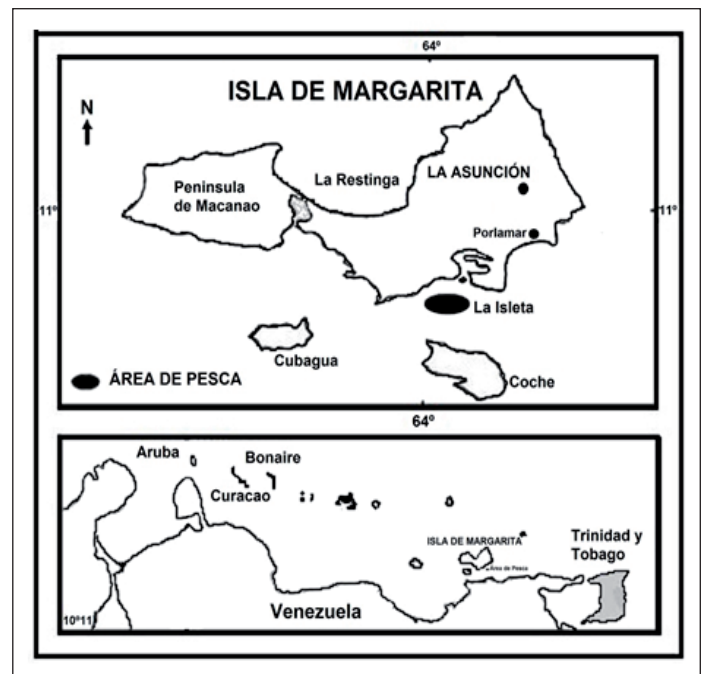 64º
ISLA DE MARGARITA
N
La Restinga
LA ASUNCIÓN
Peninsula
de Macanao
11º
11º
Porlamar
La Isleta
Cubagua
ÁREA DE PESCA
Coche
64º
Aruba
Bonaire
Curacao
ISLA DE MARGARITA
Trinidad y
Tobago
Área de Pesca
Venezuela
10º11